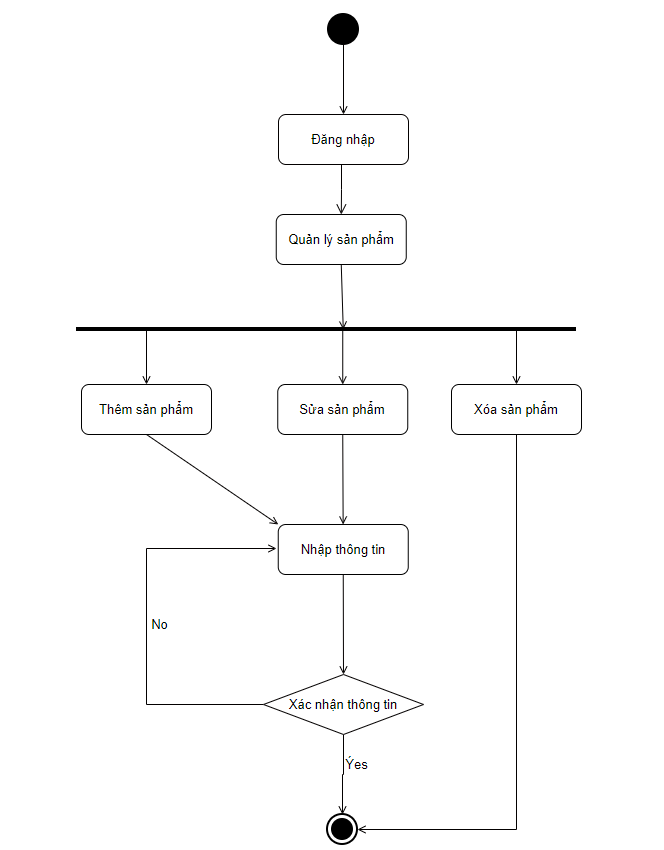 Đăng nhập
Quản lý sản phẩm
Thêm sản phẩm
Sửa sản phẩm
Xóa sản phẩm
Nhập thông tin
No
Xác nhận thông tin
Ýes